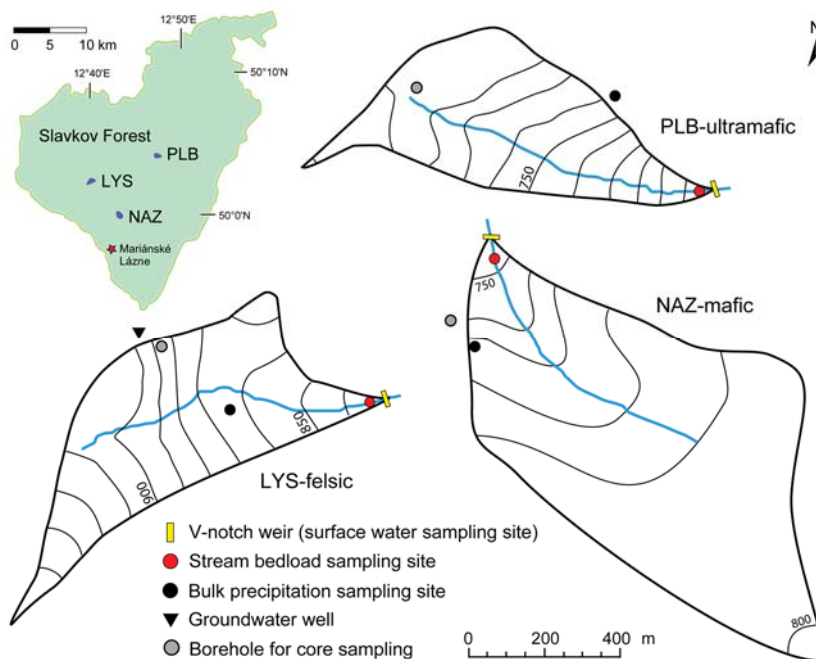 0 5 10 km
12°50'E
12°40'E
50°10'N
Slavkov Forest
PLB
LYS
NAZ
50°0'N
Mariánské
Lázne
N
PLB-ultramafic
750
750
NAZ-mafic
800
850
900
LYS-felsic
V-notch weir (surface water sampling site)
Stream bedload sampling site
Bulk precipitation sampling site
Groundwater well
Borehole for core sampling
0 200 400 m